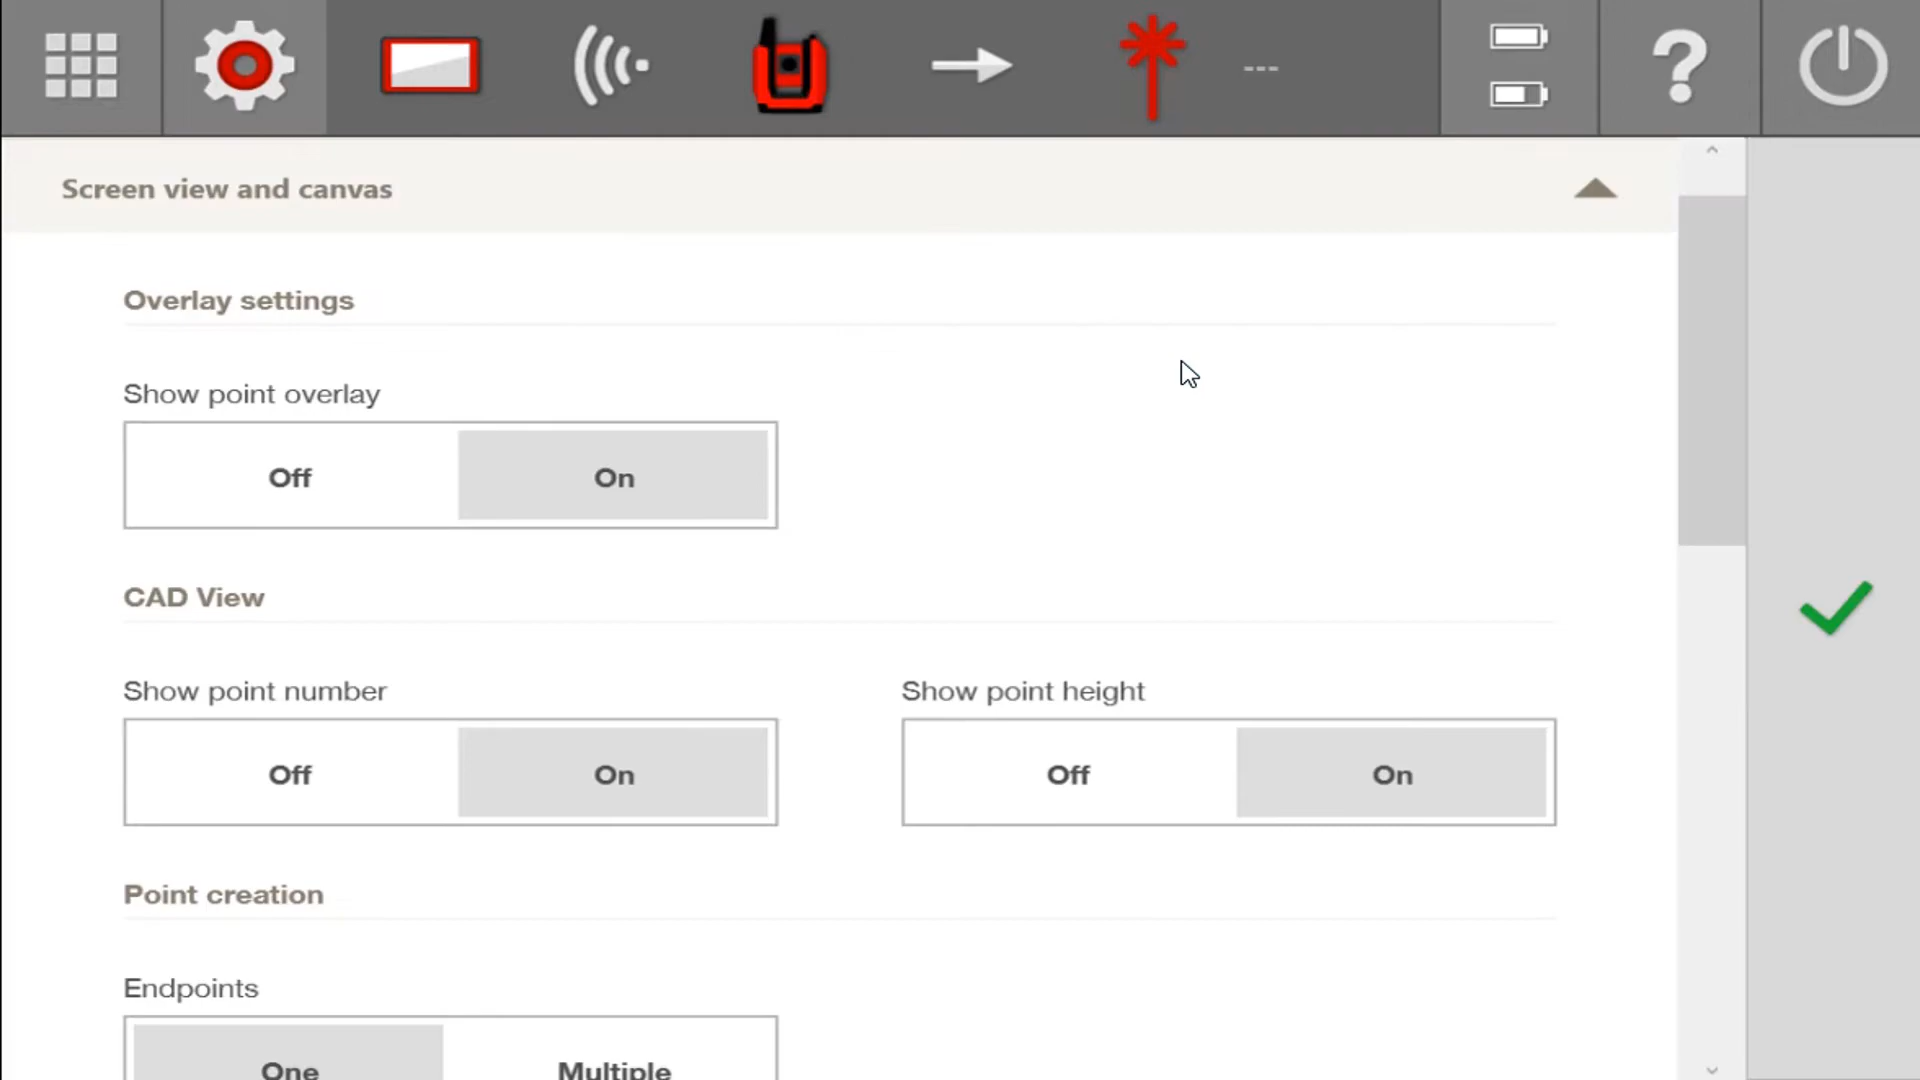 ---
?
Screen view and canvas
Overlay settings
Show point overlay
Off On
CAD View
Show point number Show point height
Off On Off On
Point creation
Endpoints
One Multiple